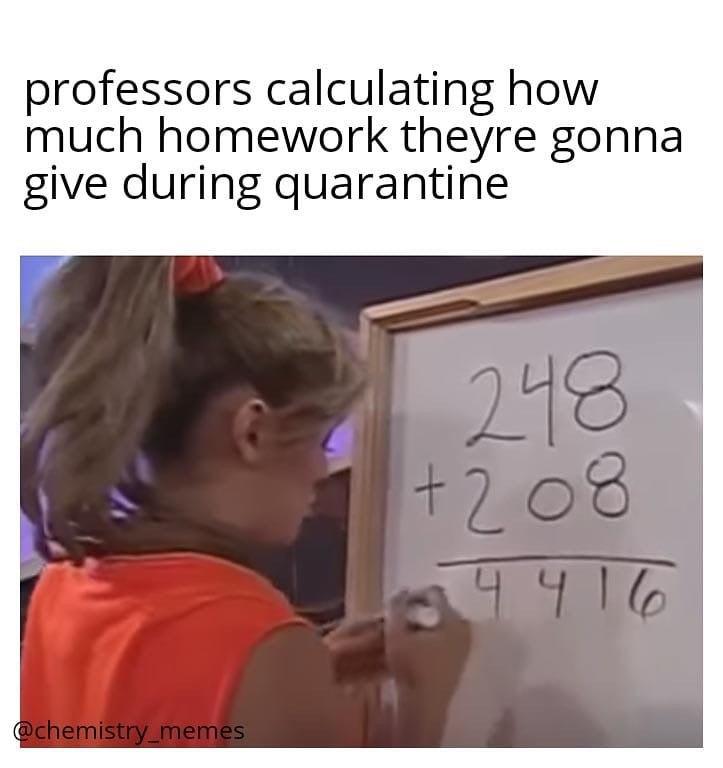 professors calculating how
much homework theyre gonna
give during quarantine
248
+208
4416
@chemistry_memes